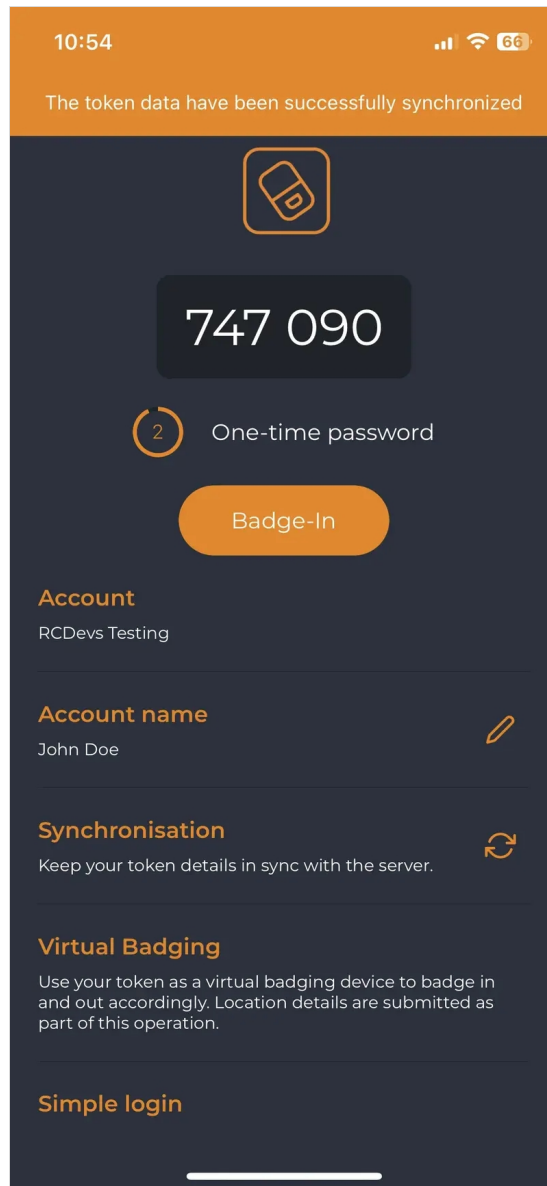 10:54
66
The token data have been successfully synchronized
747 090
2
One-time password
Badge-In
Account
RCDevs Testing
Account name
John Doe
Synchronisation
Keep your token details in sync with the server.
Virtual Badging
Use your token as a virtual badging device to badge in
and out accordingly. Location details are submitted as
part of this operation.
Simple login